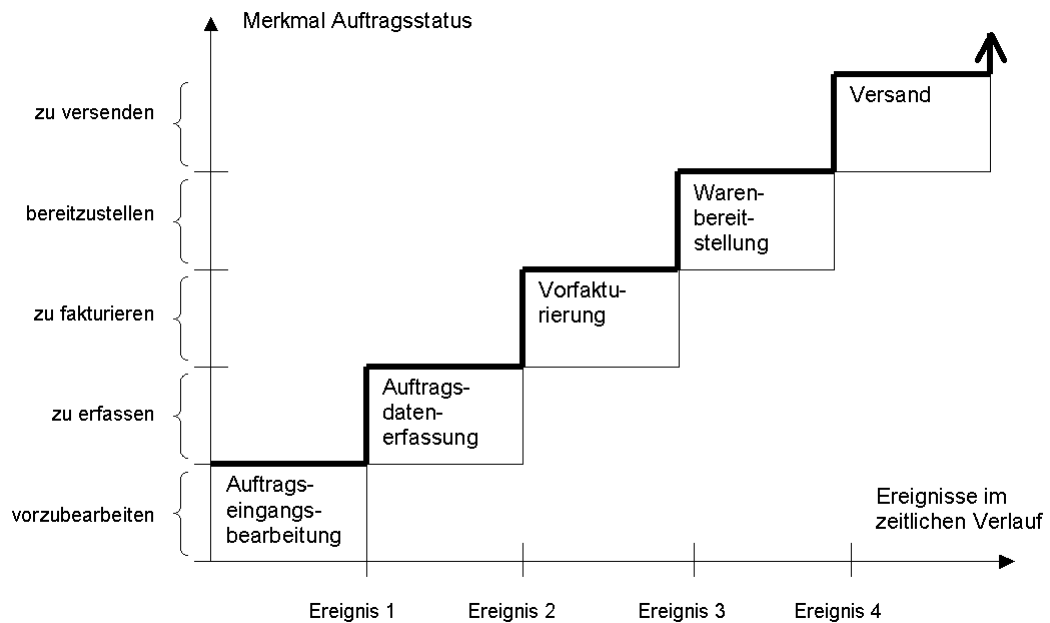 Merkmal Auftragsstatus
zu versenden
Versand
bereitzustellen
Waren-
bereit-
stellung
zu fakturieren
Vorfaktu-
rierung
zu erfassen
Auftrags-
daten-
erfassung
vorzubearbeiten
Auftrags-
eingangs-
bearbeitung
Ereignisse im
zeitlichen Verlauf
Ereignis 1
Ereignis 2
Ereignis 3
Ereignis 4